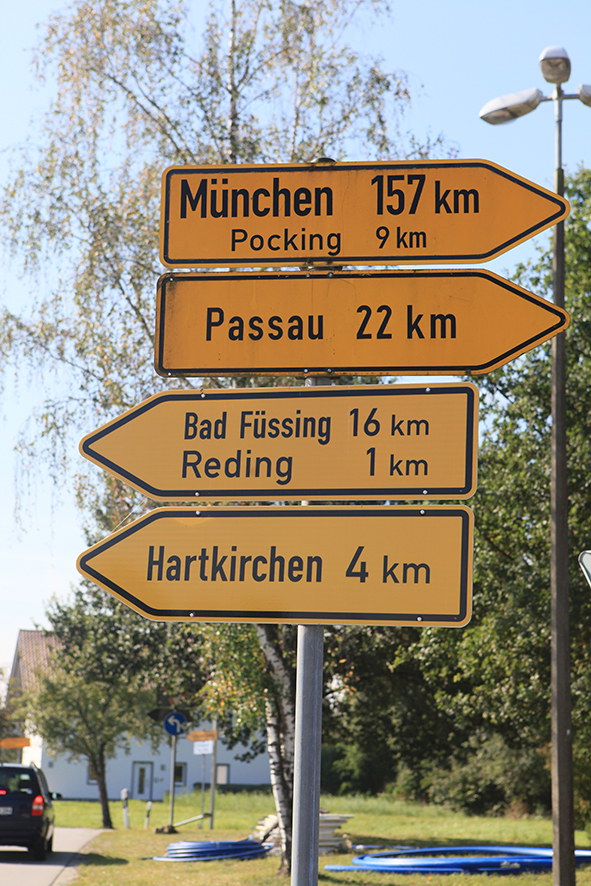 München 157 km
Pocking 9 km
Passau 22 km
Bad Füssing 16 km
Reding 1 km
Hartkirchen 4 km